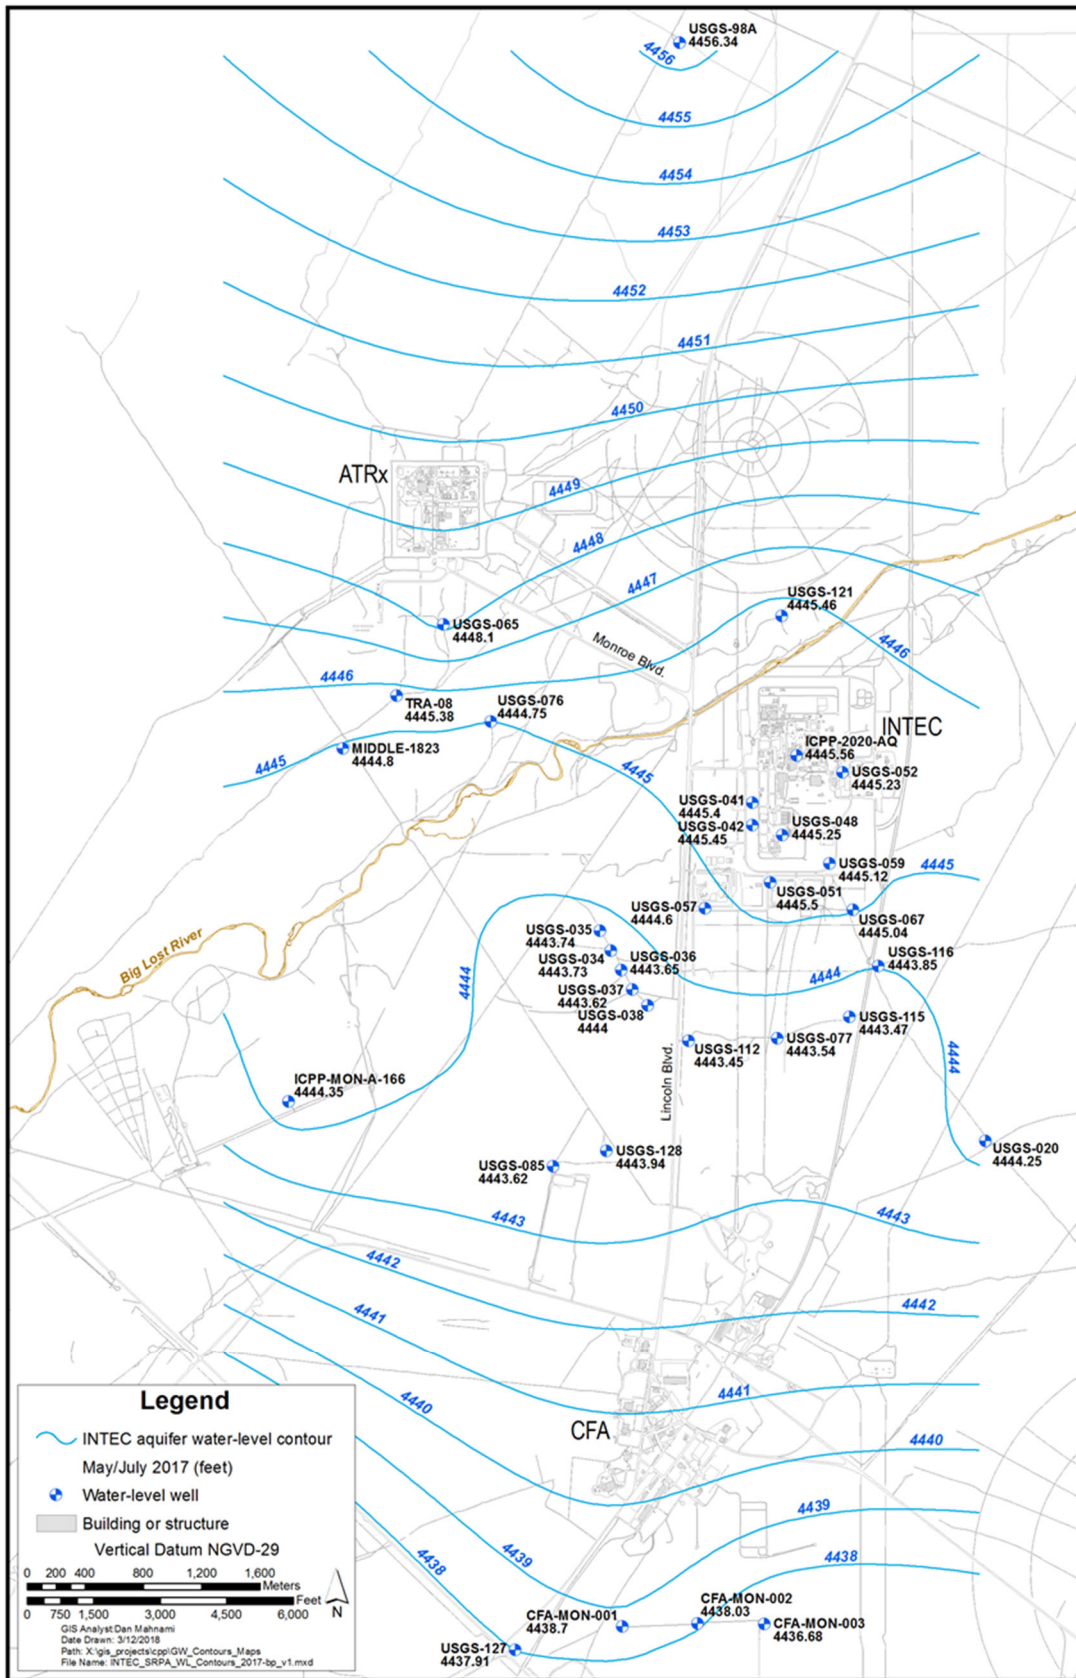 USGS-98A
4456.34
4456
4455
4454
4453
4452
4451
4450
ATRx
4449
4448
4447
USGS-121
4445.46
USGS-065
4448.1
Monroe Blvd.
4446
4446
TRA-08
4445.38
USGS-076
4444.75
INTEC
MIDDLE-1823
4444.8
ICPP-2020-AQ
4445.56
4445
4445
USGS-052
4445.23
USGS-041
4445.4
USGS-042
4445.45
USGS-048
4445.25
USGS-059
4445.12
4445
USGS-051
4445.5
USGS-057
4444.6
USGS-067
4445.04
USGS-035
4443.74
USGS-034
4443.73
USGS-036
4443.65
USGS-116
4443.85
Big Lost River
4444
4444
USGS-037
4443.62
USGS-038
4444
USGS-115
4443.47
USGS-112
4443.45
USGS-077
4443.54
4444
Lincoln Blvd.
ICPP-MON-A-166
4444.35
USGS-128
4443.94
USGS-020
4444.25
USGS-085
4443.62
4443
4443
4442
4442
4441
4441
4440
CFA
4440
4439
4439
4438
4438
CFA-MON-001
4438.7
CFA-MON-002
4438.03
CFA-MON-003
4436.68
USGS-127
4437.91
Legend
INTEC aquifer water-level contour
May/July 2017 (feet)
Water-level well
Building or structure
Vertical Datum NGVD-29
0 200 400 800 1,200 1,600
Meters
Feet
0 750 1,500 3,000 4,500 6,000
N
GIS Analyst:Dan Mahnami
Date Drawn: 3/12/2018
Path: X:\gis_projects\cpp\GW_Contours_Maps
File Name: INTEC_SRPA_WL_Contours_2017-bp_v1.mxd